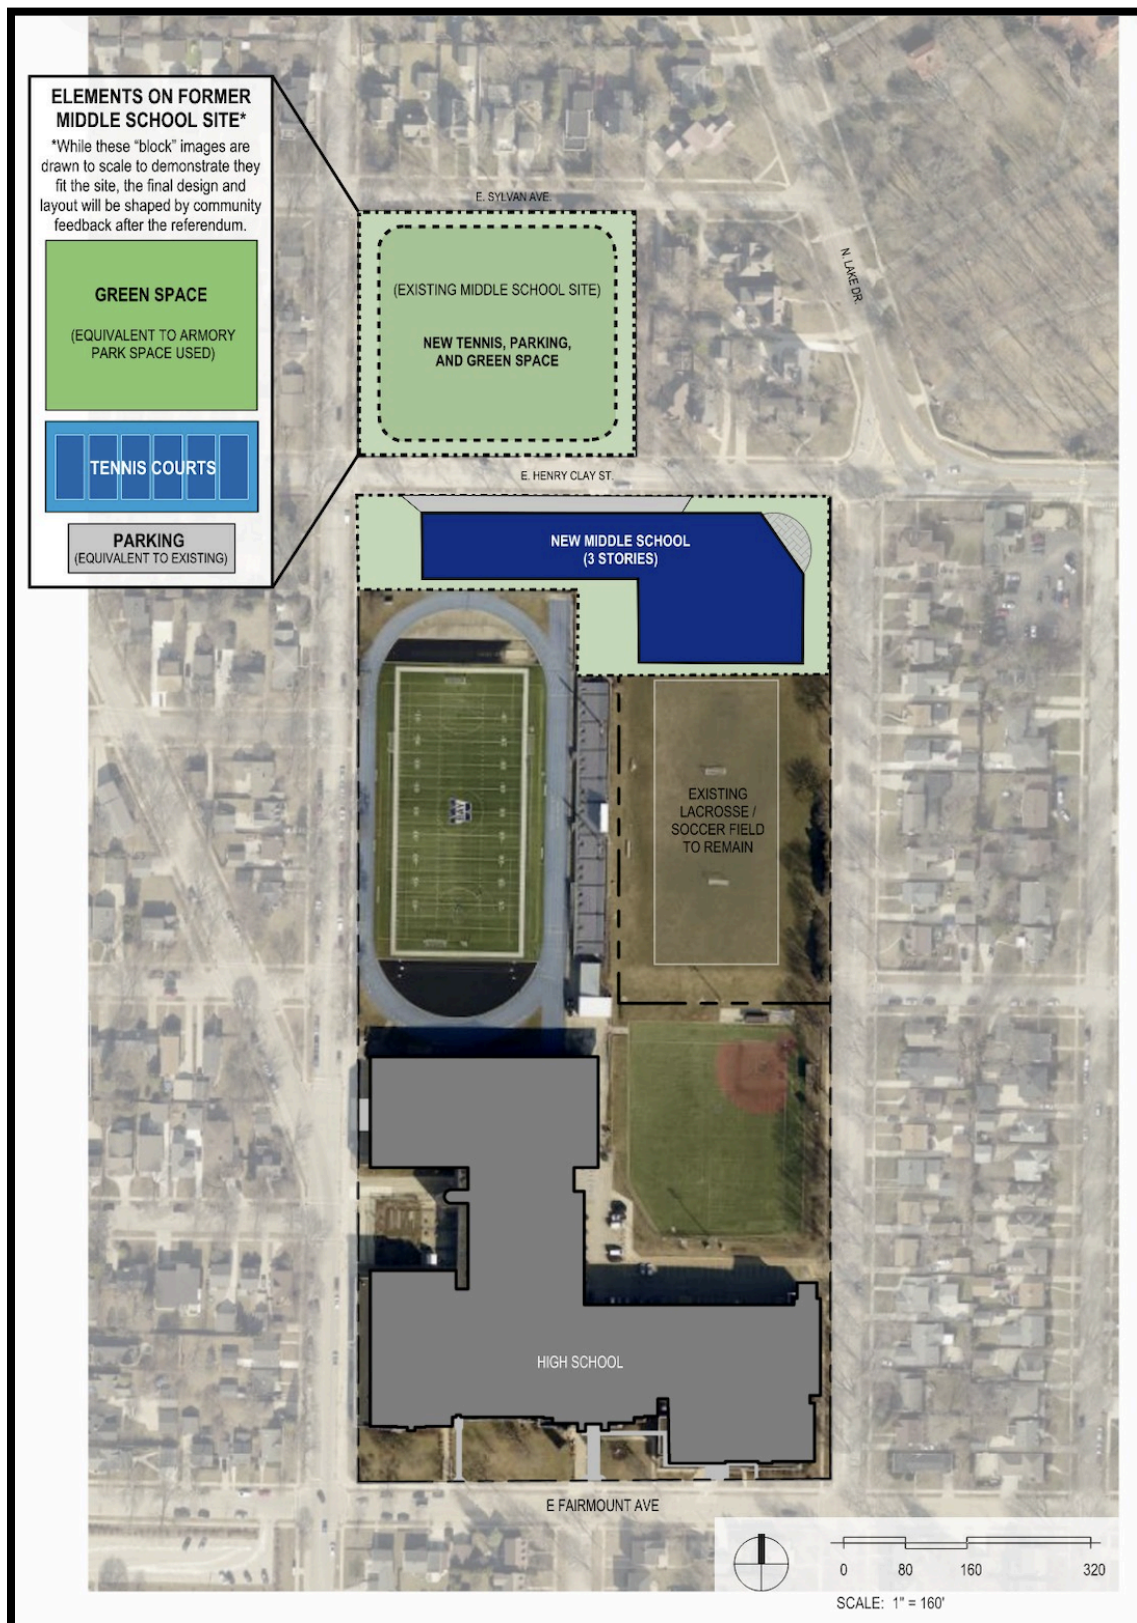 ELEMENTS ON FORMER
MIDDLE SCHOOL SITE*
*While these "block" images are
drawn to scale to demonstrate they
fit the site, the final design and
layout will be shaped by community
feedback after the referendum.
GREEN SPACE
(EQUIVALENT TO ARMORY
PARK SPACE USED)
TENNIS COURTS
PARKING
(EQUIVALENT TO EXISTING)
E. SYLVAN AVE.
(EXISTING MIDDLE SCHOOL SITE)
NEW TENNIS, PARKING,
AND GREEN SPACE
N. LAKE DR.
E. HENRY CLAY ST.
NEW MIDDLE SCHOOL
(3 STORIES)
EXISTING
LACROSSE /
SOCCER FIELD
TO REMAIN
HIGH SCHOOL
E FAIRMOUNT AVE
0 80 160 320
SCALE: 1" = 160'